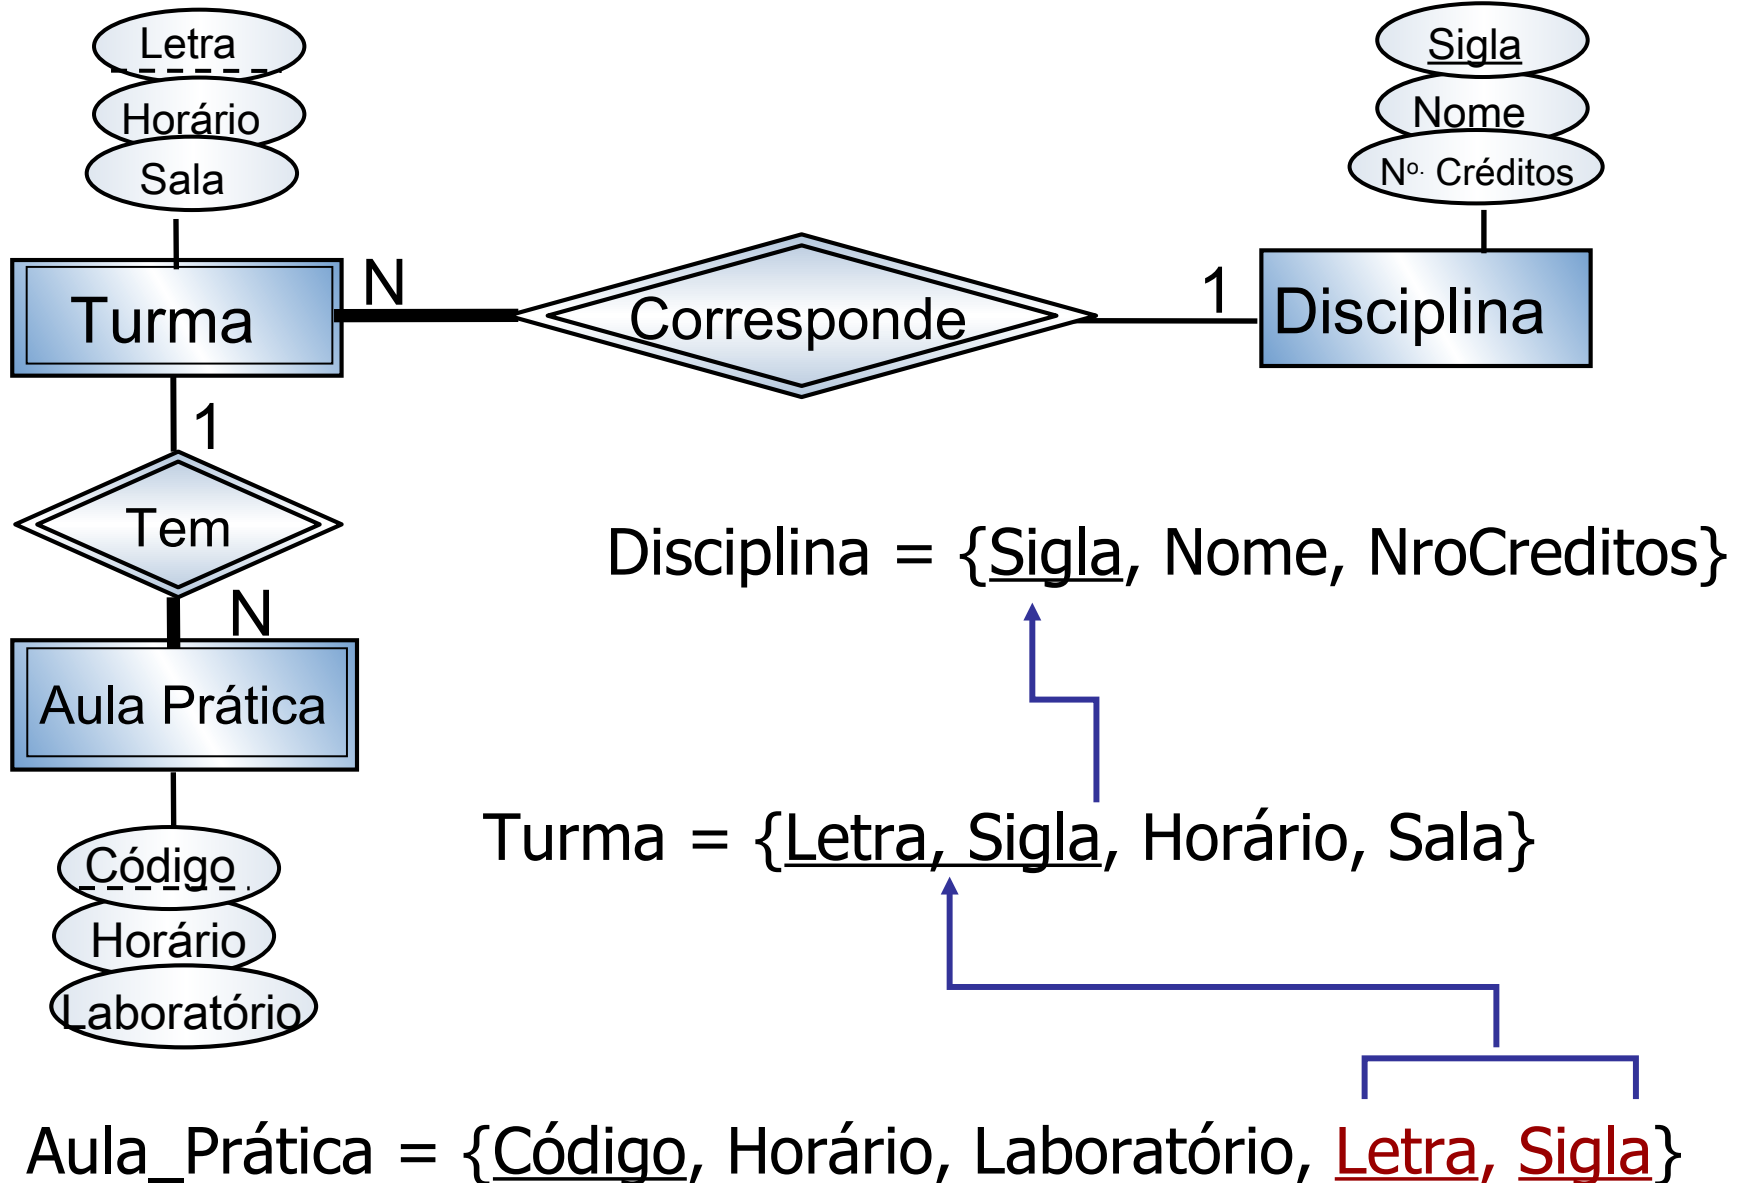 Letra
Horário
Sala
Sigla
Nome
Nº. Créditos
Turma
N
Corresponde
1
Disciplina
1
Tem
N
Aula Prática
Código
Horário
Laboratório
Disciplina = {Sigla, Nome, NroCreditos}
Turma = {Letra, Sigla, Horário, Sala}
Aula_Prática = {Código, Horário, Laboratório, Letra, Sigla}